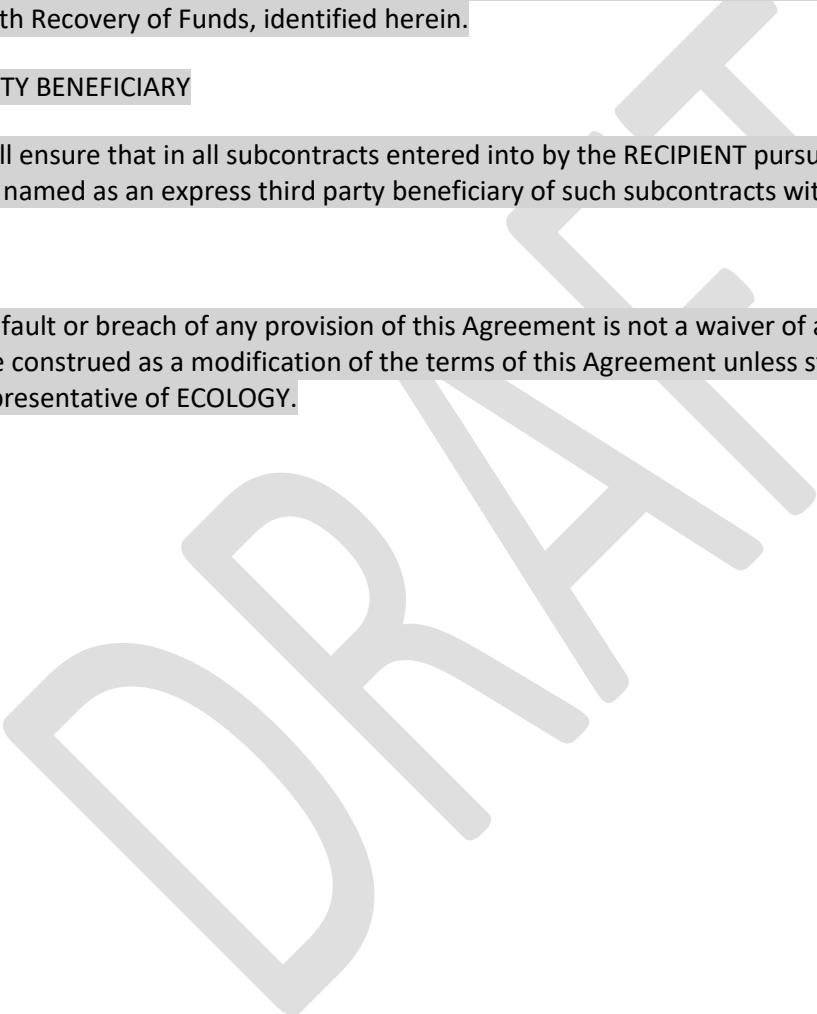 th Recovery of Funds, identified herein.
TY BENEFICIARY
ll ensure that in all subcontracts entered into by the RECIPIENT pursu
named as an express third party beneficiary of such subcontracts wit
fault or breach of any provision of this Agreement is not a waiver of a
e construed as a modification of the terms of this Agreement unless s
presentative of ECOLOGY.
DRAFT